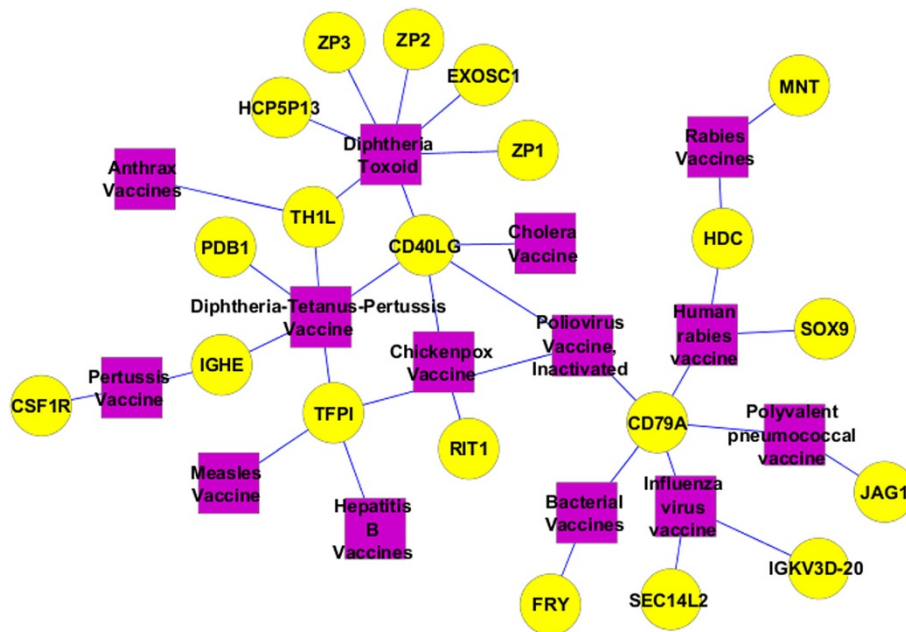 ZP3
ZP2
EXOSC1
MNT
HCP5P13
Diphtheria
Toxoid
Rabies
Vaccines
ZP1
Anthrax
Vaccines
TH1L
CD40LG
Cholera
Vaccine
HDC
PDB1
Diphtheria-Tetanus-Pertussis
Vaccine
Poliovirus
Vaccine,
Inactivated
Human
rabies
vaccine
SOX9
Chickenpox
Vaccine
IGHE
Pertussis
Vaccine
CSF1R
TFPI
CD79A
Polyvalent
pneumococcal
vaccine
RIT1
Measles
Vaccine
Hepatitis
B
Vaccines
Bacterial
Vaccines
Influenza
virus
vaccine
JAG1
IGKV3D-20
FRY
SEC14L2